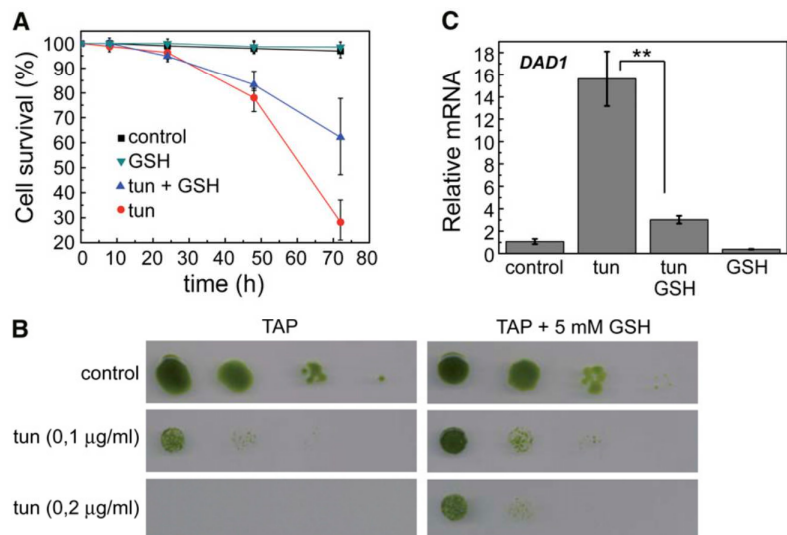 A
Cell survival (%)
100
90
80
70
60
50
40
30
20
control
GSH
tun + GSH
tun
0 10 20 30 40 50 60 70 80
time (h)
C
Relative mRNA
DAD1
**
18
16
14
12
10
8
6
4
2
0
control tun tun GSH
GSH
B
TAP TAP + 5 mM GSH
control
tun (0,1 μg/ml)
tun (0,2 μg/ml)